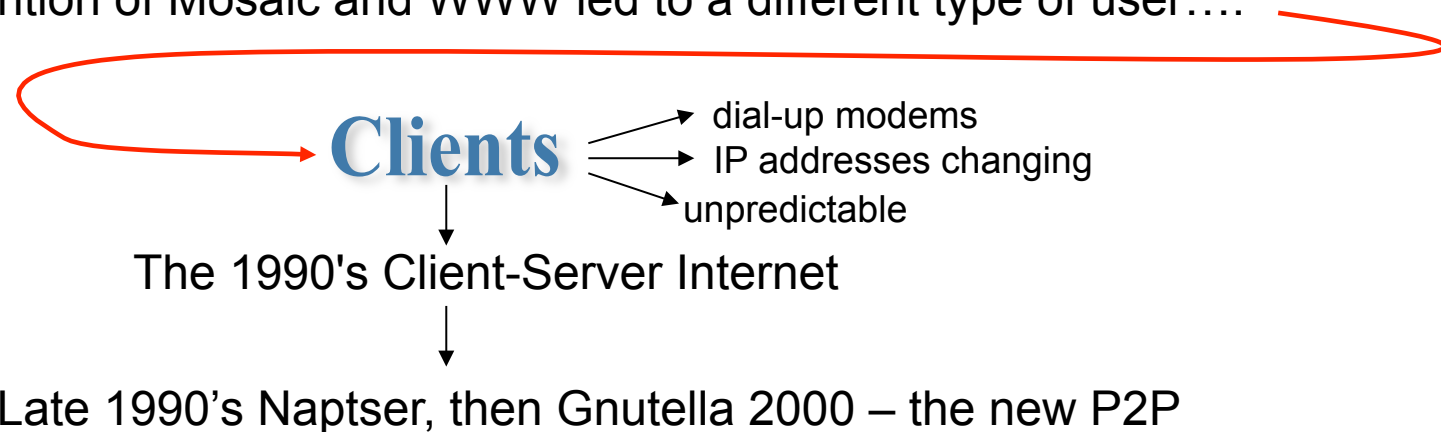 ntion of Mosaic and WWW led to a different type of user….
Clients
dial-up modems
IP addresses changing
unpredictable
The 1990's Client-Server Internet
Late 1990’s Naptser, then Gnutella 2000 – the new P2P